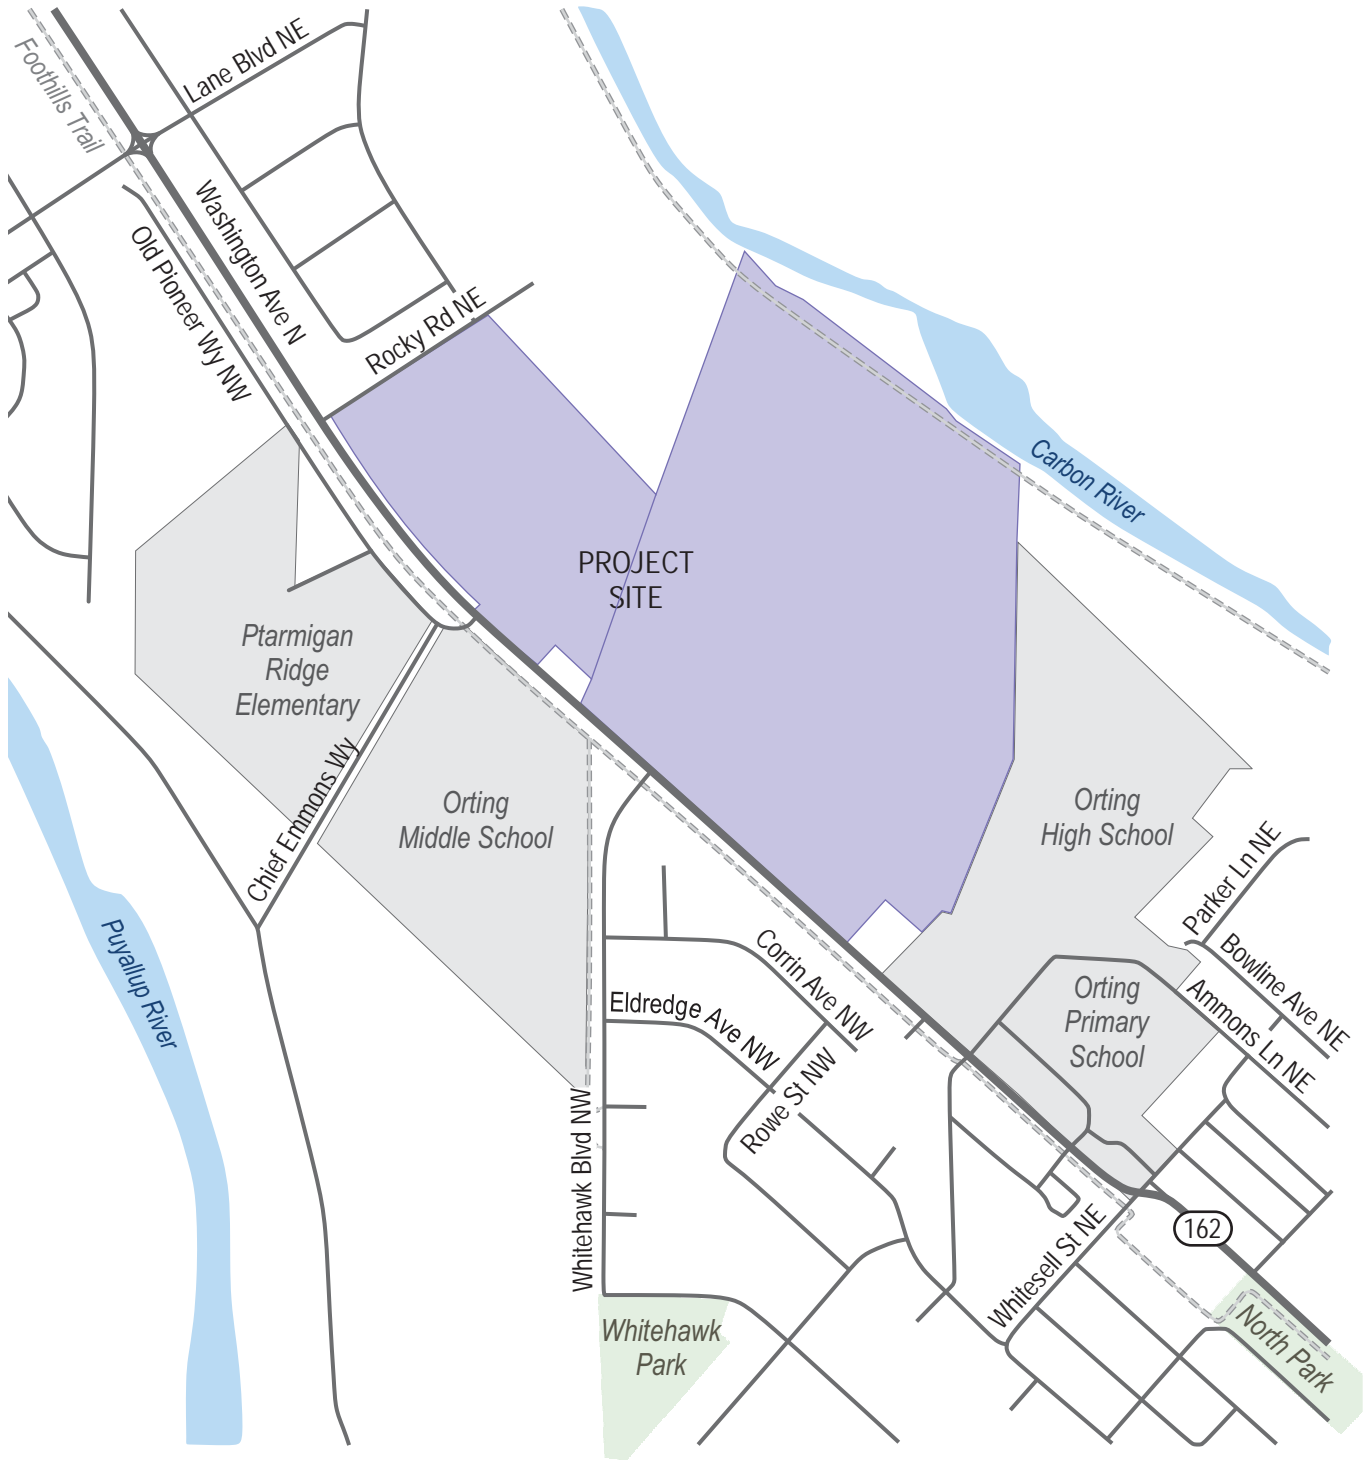 Foothills Trail
Lane Blvd NE
Washington Ave N
Old Pioneer Wy NW
Rocky Rd NE
Carbon River
PROJECT
SITE
Ptarmigan
Ridge
Elementary
Chief Emmons Wy
Orting
Middle School
Orting
High School
Parker Ln NE
Bowline Ave NE
Ammons Ln NE
Puyallup River
Corrin Ave NW
Eldredge Ave NW
Rowe St NW
Orting
Primary
School
Whitehawk Blvd NW
Whitesell St NE
162
Whitehawk
Park
North Park